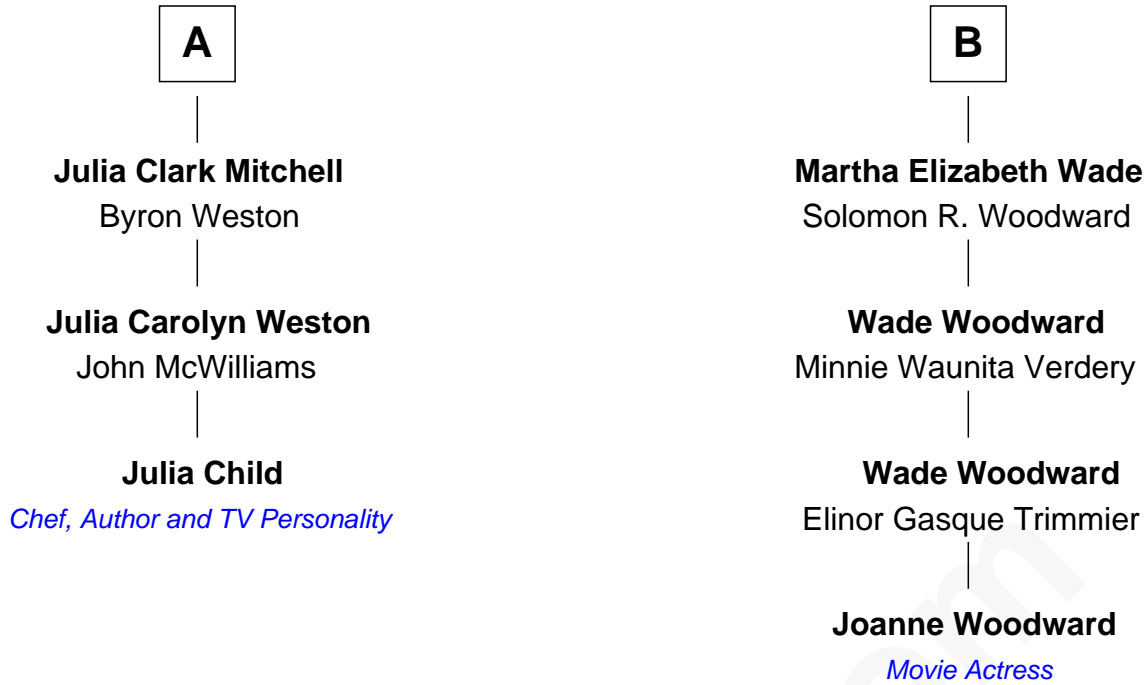 A
Julia Clark Mitchell
Byron Weston
Julia Carolyn Weston
John McWilliams
Julia Child
Chef, Author and TV Personality
B
Martha Elizabeth Wade
Solomon R. Woodward
Wade Woodward
Minnie Waunita Verdery
Wade Woodward
Elinor Gasque Trimmier
Joanne Woodward
Movie Actress